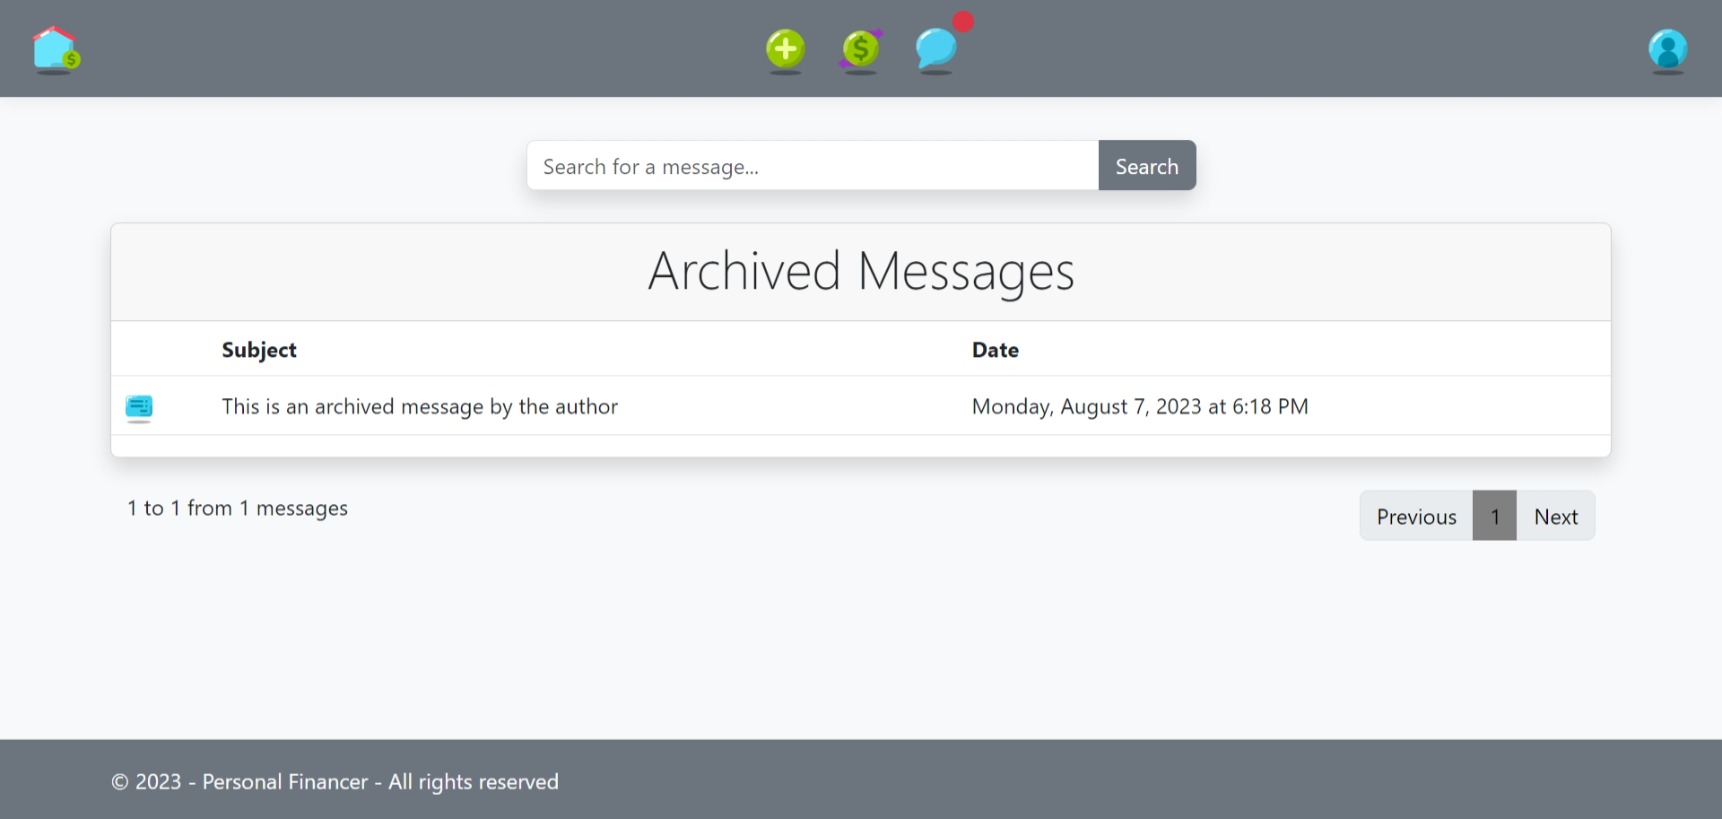 Search for a message...
Search
Archived Messages
Subject Date
This is an archived message by the author Monday, August 7, 2023 at 6:18 PM
1 to 1 from 1 messages
Previous 1 Next
© 2023 - Personal Financer - All rights reserved